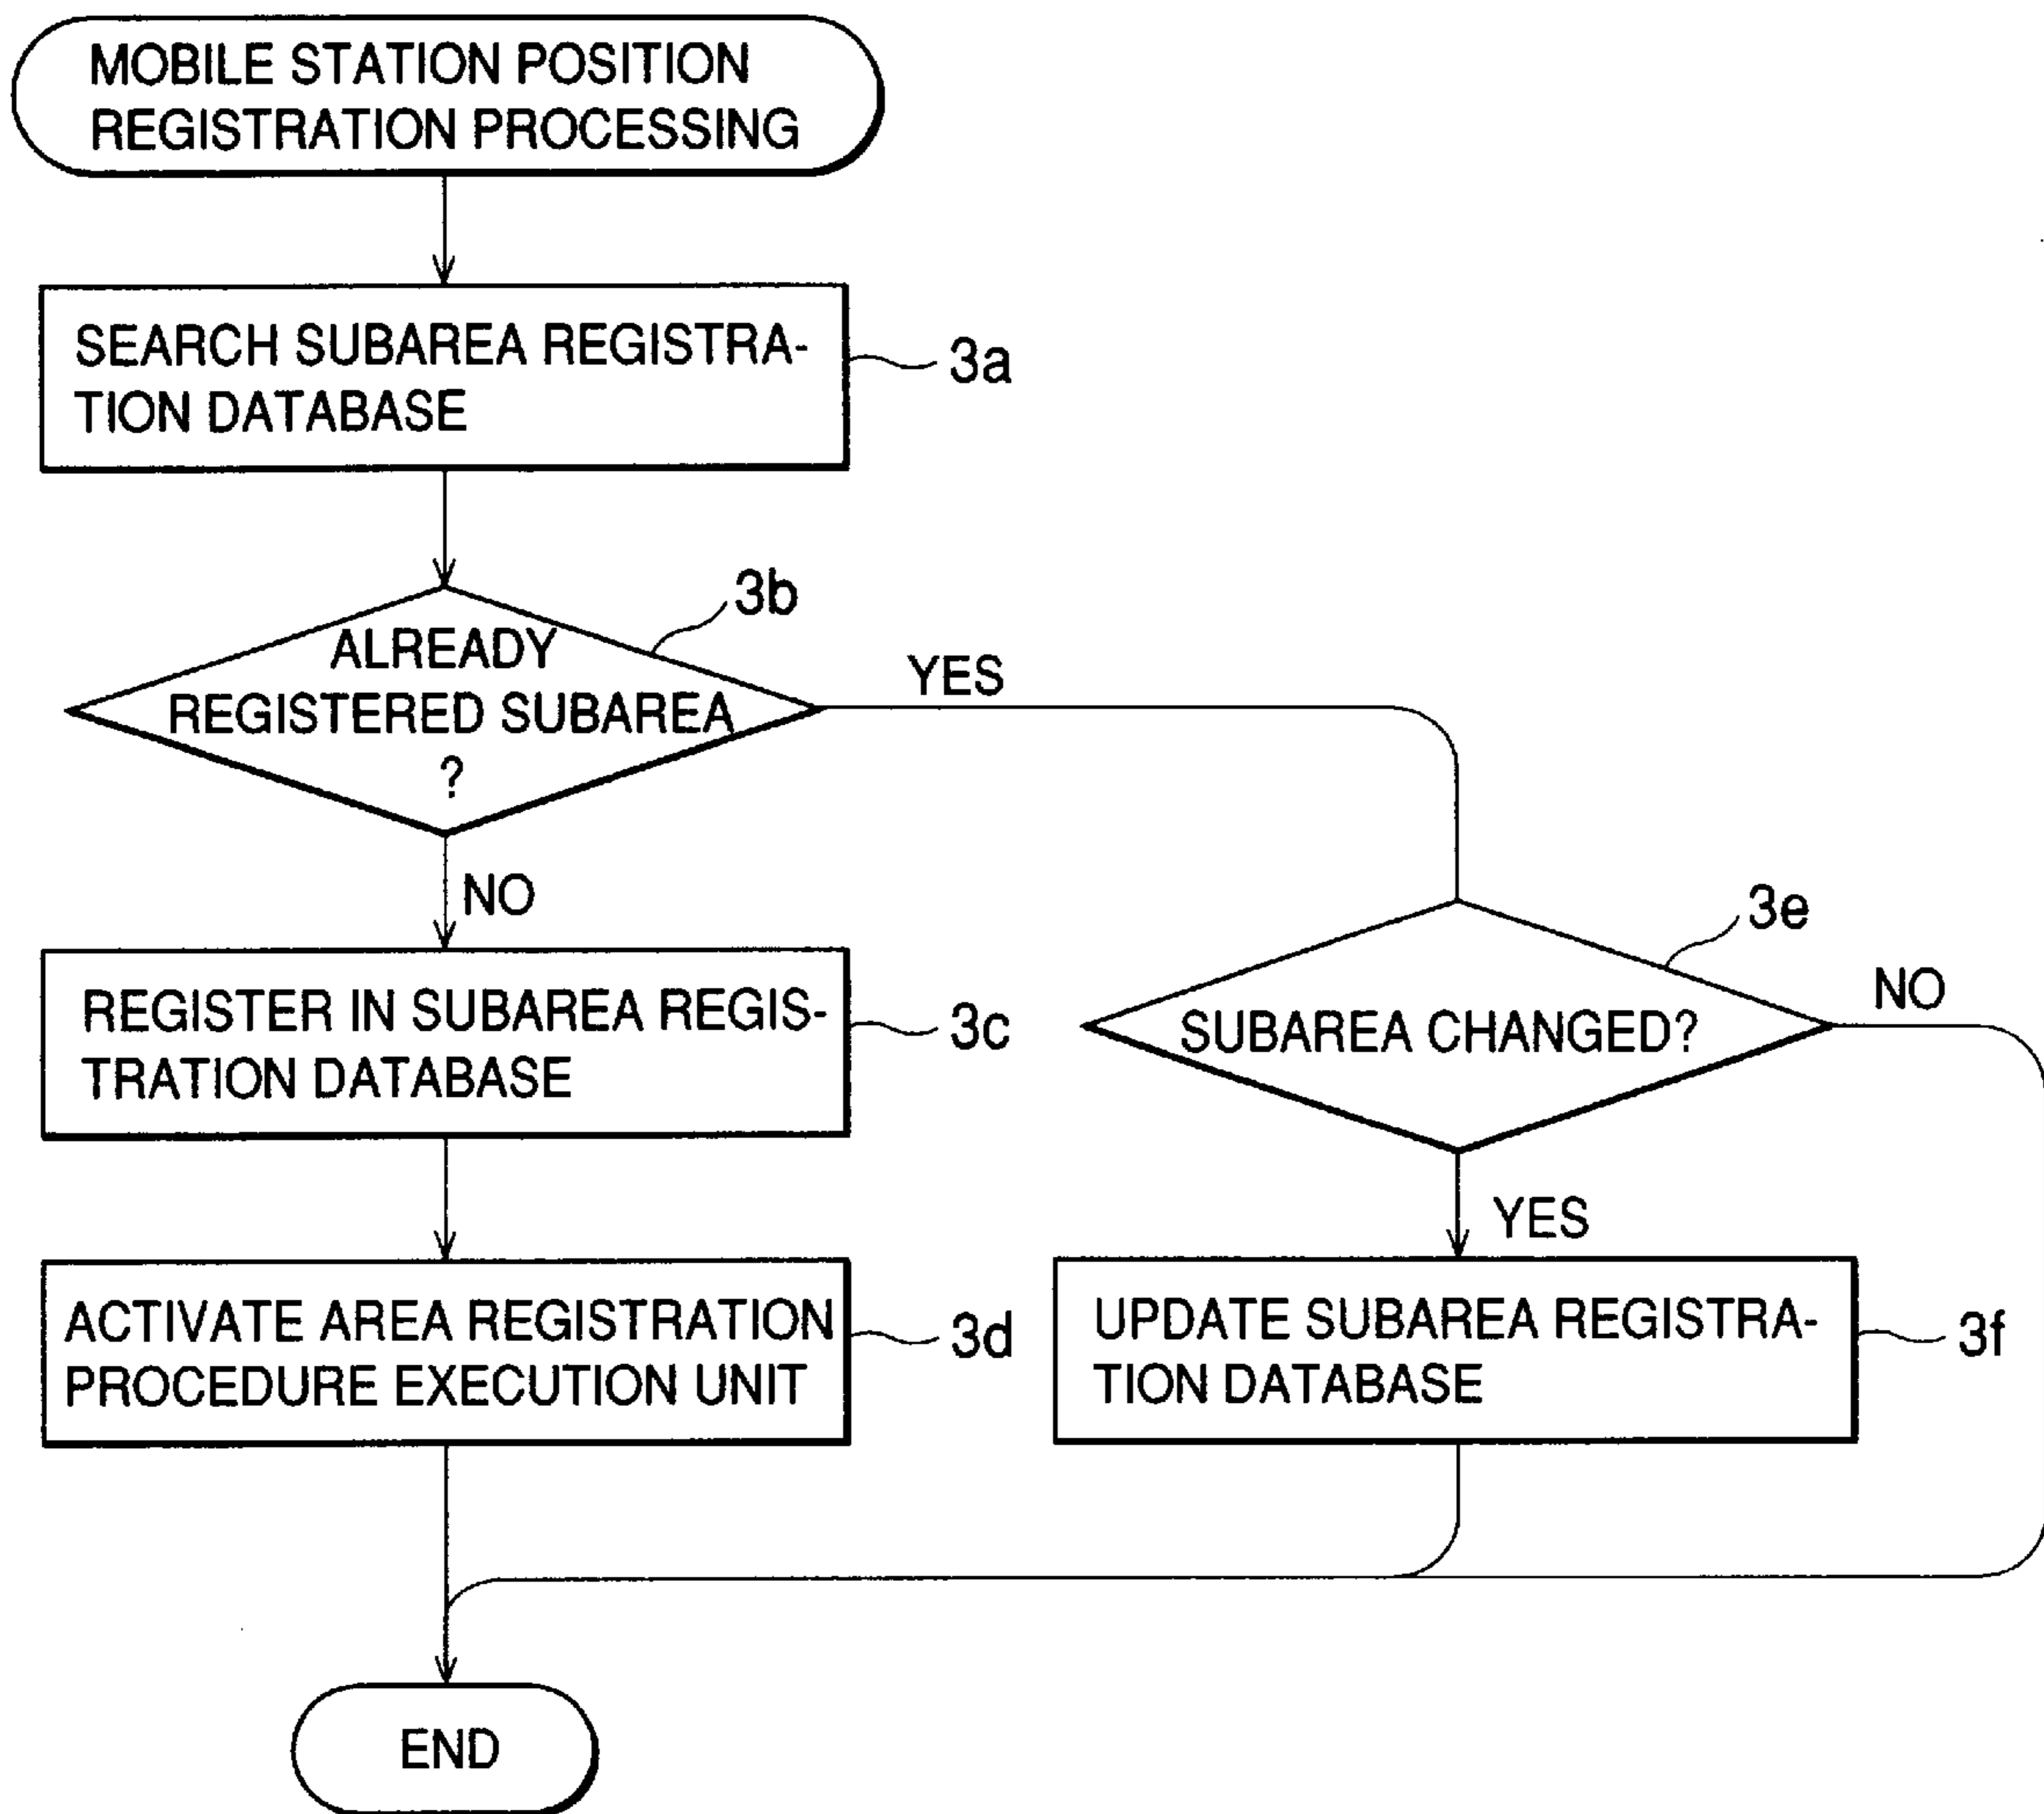 MOBILE STATION POSITION
REGISTRATION PROCESSING
SEARCH SUBAREA REGISTRA-
TION DATABASE
3a
3b
ALREADY
REGISTERED SUBAREA
?
YES
NO
REGISTER IN SUBAREA REGIS-
TRATION DATABASE
3c
ACTIVATE AREA REGISTRATION
PROCEDURE EXECUTION UNIT
3d
3e
SUBAREA CHANGED?
NO
YES
UPDATE SUBAREA REGISTRA-
TION DATABASE
3f
END